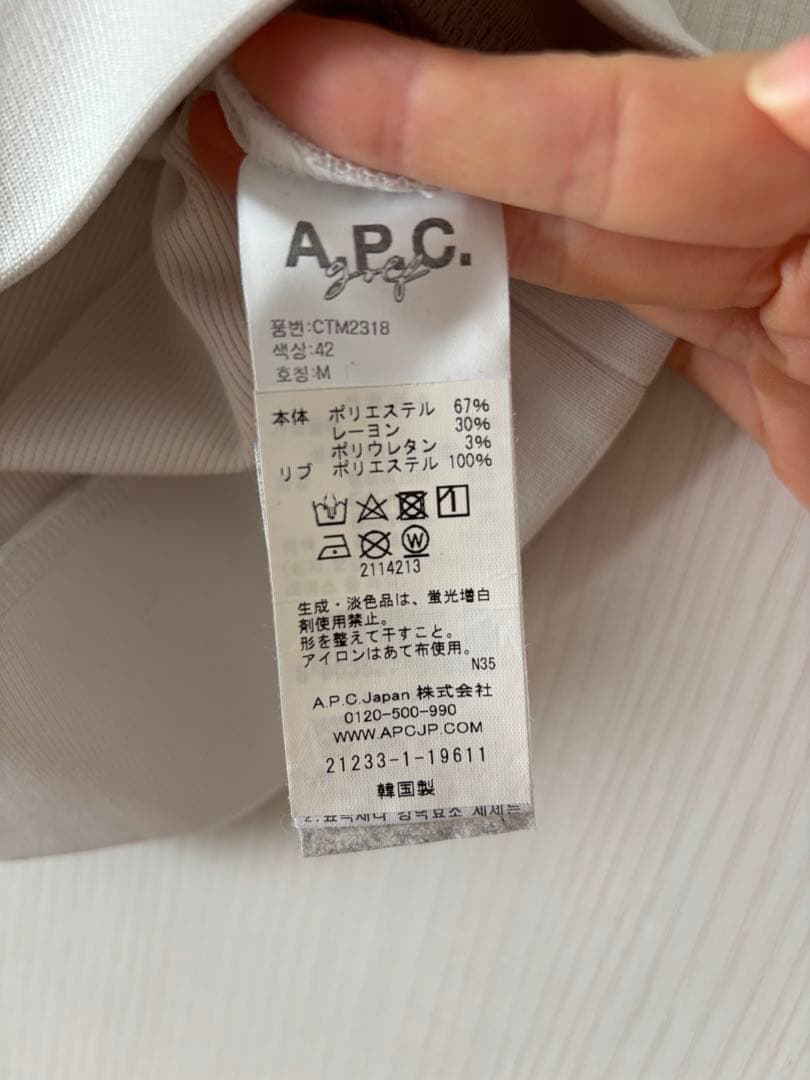 A.P.C.
golf
품번:CTM2318
색상:42
호칭:M
本体 ポリエステル 67%
レーヨン 30%
ポリウレタン 3%
リブ ポリエステル 100%
W
2114213
生成・淡色品は、蛍光増白
剤使用禁止。
形を整えて干すこと。
アイロンはあて布使用。
N35
A.P.C.Japan 株式会社
0120-500-990
WWW.APCJP.COM
21233-1-19611
韓国製